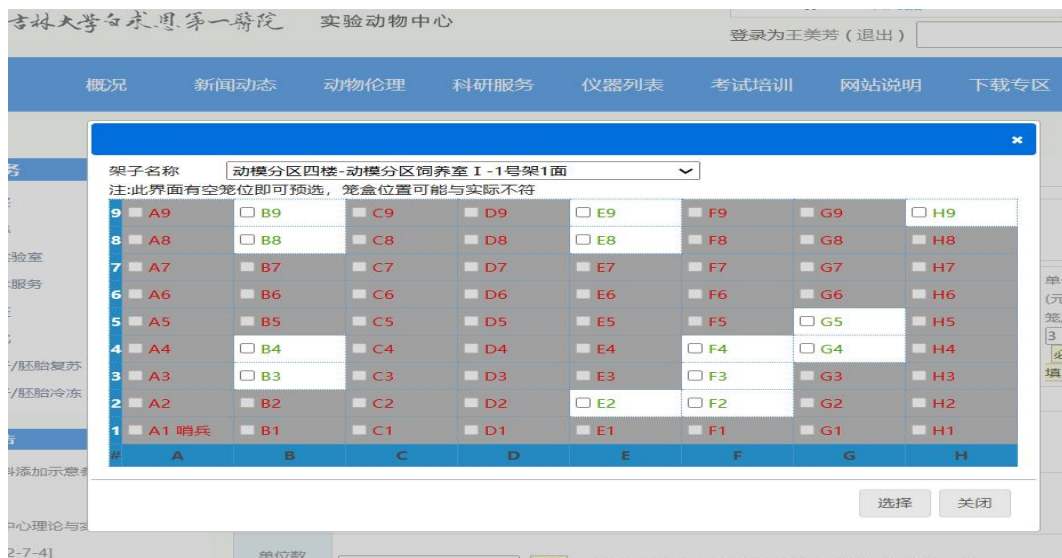 吉林大学白求恩第一醫院 实验动物中心
登录为王美芳（退出）
概况 新闻动态 动物伦理 科研服务 仪器列表 考试培训 网站说明 下载专区
架子名称 动模分区四楼-动模分区饲养室Ⅰ-1号架1面
注:此界面有空笼位即可预选，笼盒位置可能与实际不符
9 A9 B9 C9 D9 E9 F9 G9 H9
8 A8 B8 C8 D8 E8 F8 G8 H8
7 A7 B7 C7 D7 E7 F7 G7 H7
6 A6 B6 C6 D6 E6 F6 G6 H6
5 A5 B5 C5 D5 E5 F5 G5 H5
4 A4 B4 C4 D4 E4 F4 G4 H4
3 A3 B3 C3 D3 E3 F3 G3 H3
2 A2 B2 C2 D2 E2 F2 G2 H2
1 A1 哨兵 B1 C1 D1 E1 F1 G1 H1
# A B C D E F G H
选择 关闭
验室
服务
/胚胎复苏
/胚胎冷冻
添加示意
中心理论与
2-7-4]
单位数
3
填